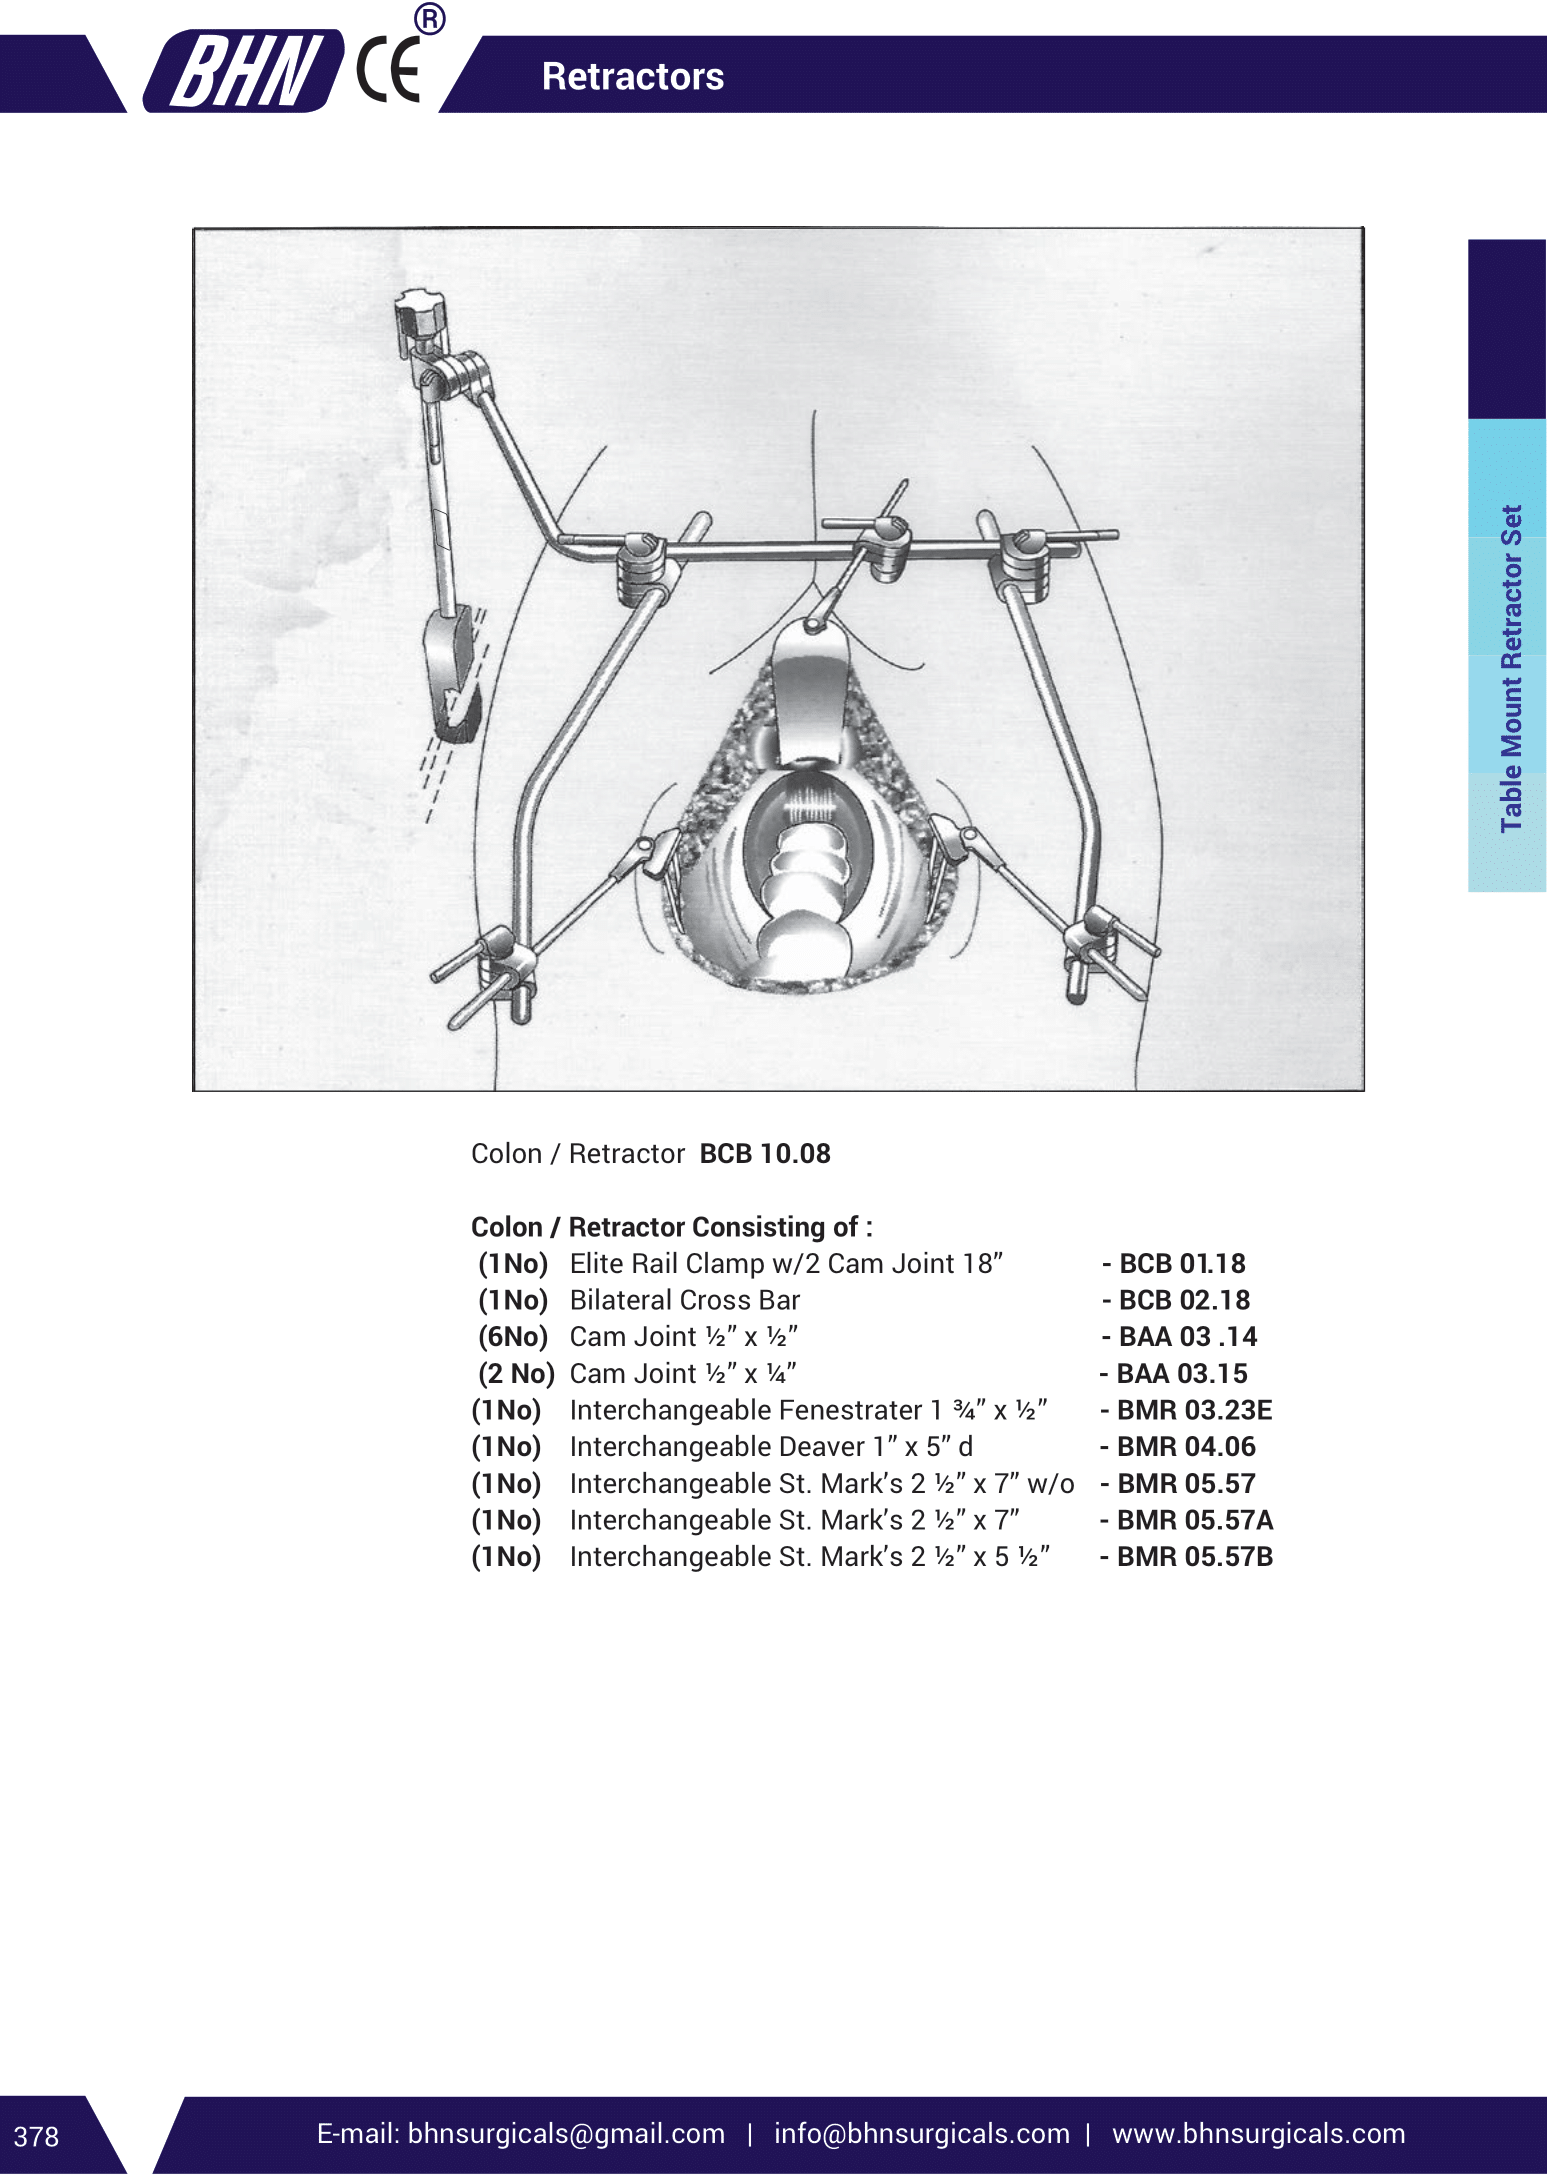 BHN CE ®
Retractors
Table Mount Retractor Set
Colon / Retractor BCB 10.08
Colon / Retractor Consisting of :
(1No) Elite Rail Clamp w/2 Cam Joint 18” - BCB 01.18
(1No) Bilateral Cross Bar - BCB 02.18
(6No) Cam Joint ½” x ½” - BAA 03 .14
(2 No) Cam Joint ½” x ¼” - BAA 03.15
(1No) Interchangeable Fenestrater 1 ¾” x ½” - BMR 03.23E
(1No) Interchangeable Deaver 1” x 5” d - BMR 04.06
(1No) Interchangeable St. Mark’s 2 ½” x 7” w/o - BMR 05.57
(1No) Interchangeable St. Mark’s 2 ½” x 7” - BMR 05.57A
(1No) Interchangeable St. Mark’s 2 ½” x 5 ½” - BMR 05.57B
378
E-mail: bhnsurgicals@gmail.com | info@bhnsurgicals.com | www.bhnsurgicals.com